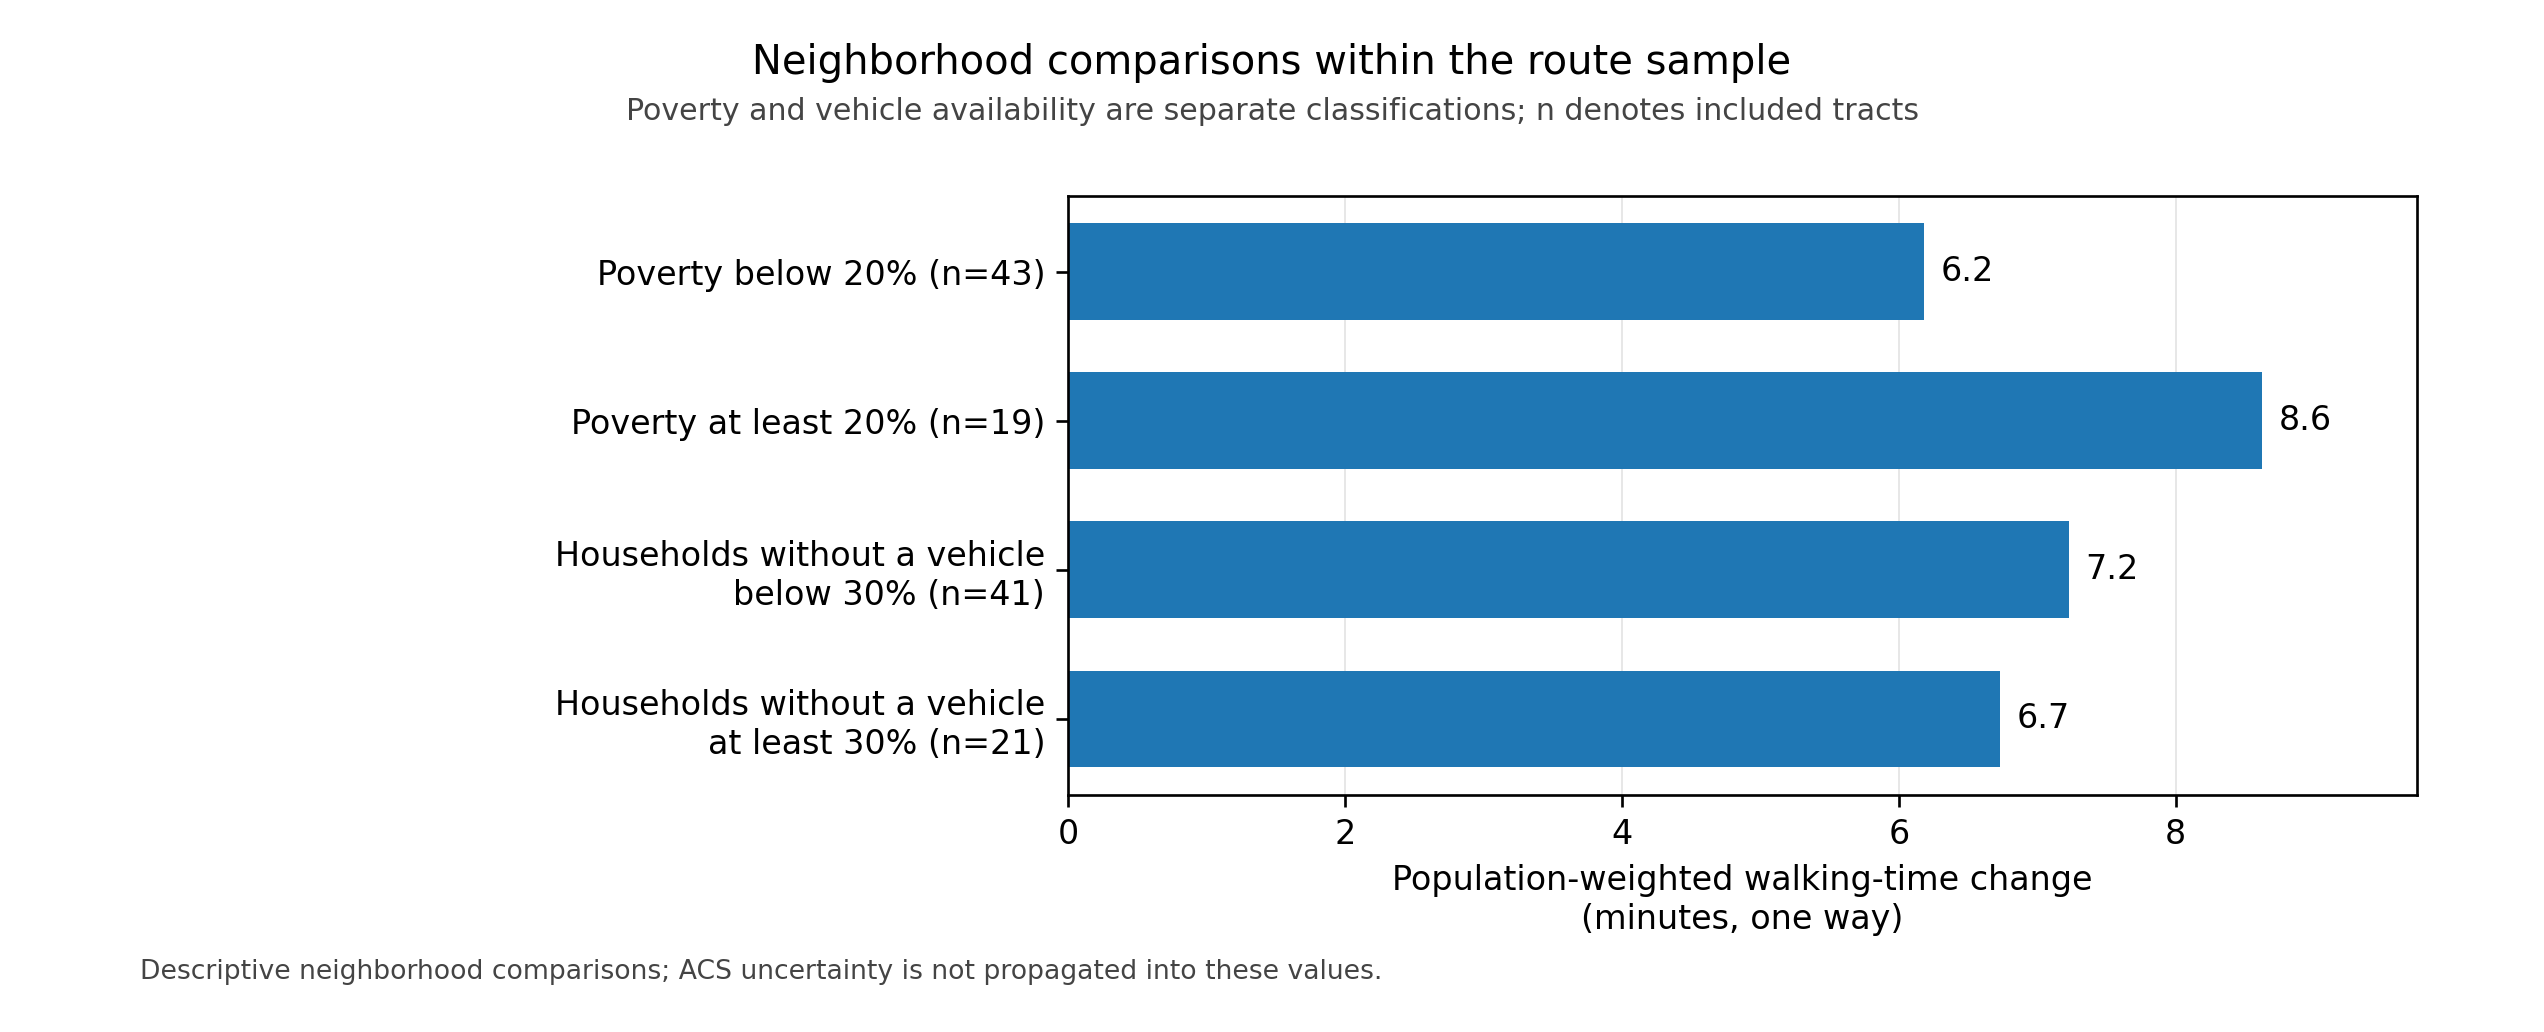 Neighborhood comparisons within the route sample
Poverty and vehicle availability are separate classifications; n denotes included tracts
Poverty below 20% (n=43)
6.2
Poverty at least 20% (n=19)
8.6
Households without a vehicle
below 30% (n=41)
7.2
Households without a vehicle
at least 30% (n=21)
6.7
0 2 4 6 8
Population-weighted walking-time change
(minutes, one way)
Descriptive neighborhood comparisons; ACS uncertainty is not propagated into these values.